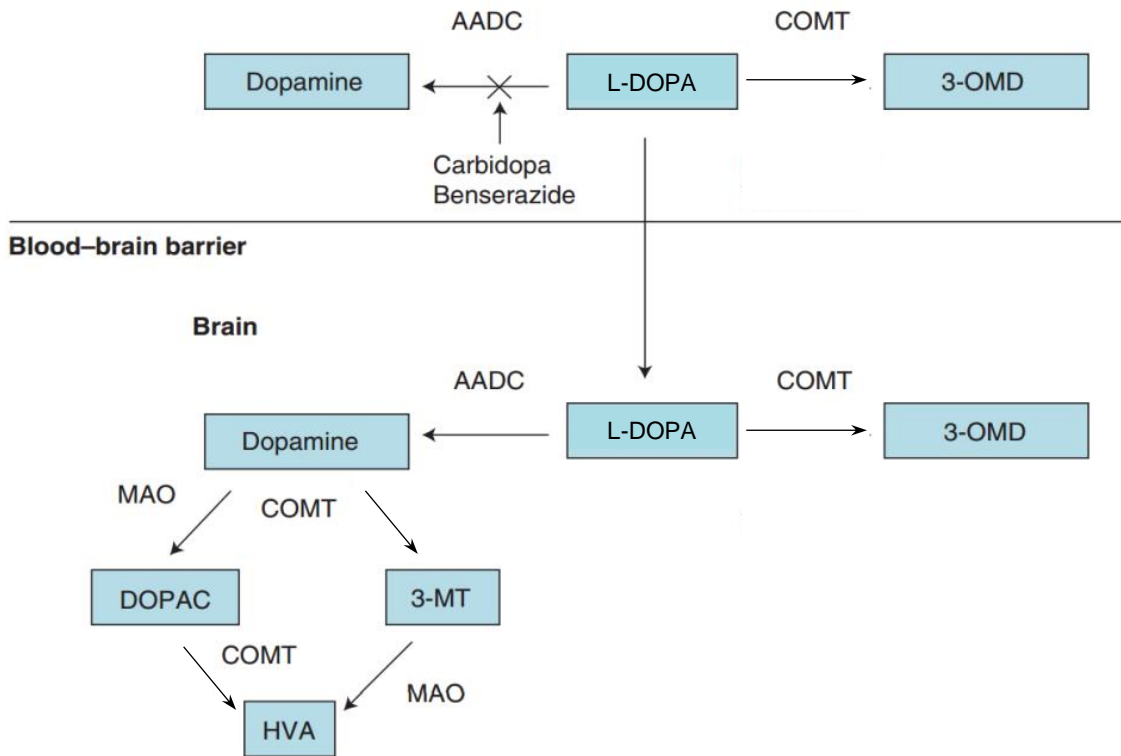 AADC
COMT
Dopamine
L-DOPA
3-OMD
Carbidopa
Benserazide
Blood–brain barrier
Brain
AADC
COMT
Dopamine
L-DOPA
3-OMD
MAO
COMT
DOPAC
3-MT
COMT
MAO
HVA